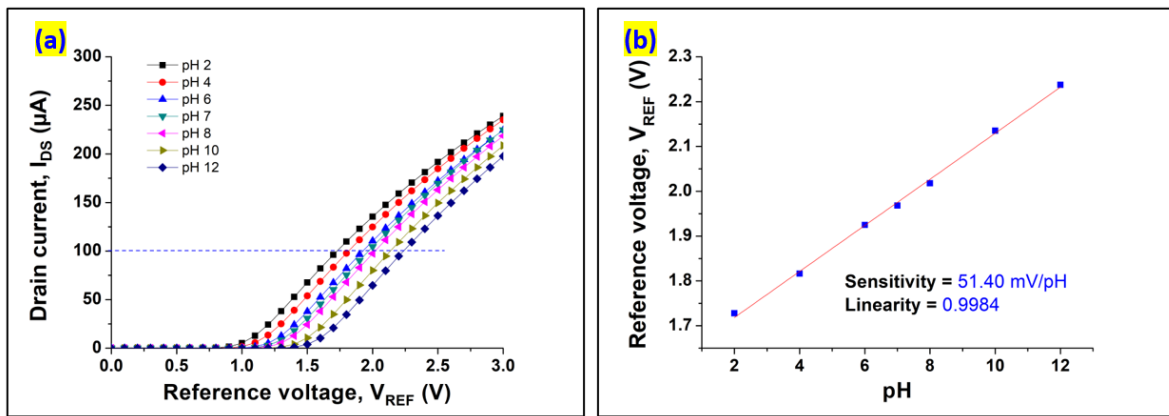 (a)
300
250
200
150
100
50
0
Drain current, I_DS (µA)
pH 2
pH 4
pH 6
pH 7
pH 8
pH 10
pH 12
0.0 0.5 1.0 1.5 2.0 2.5 3.0
Reference voltage, V_REF (V)
(b)
2.3
2.2
2.1
2.0
1.9
1.8
1.7
Reference voltage, V_REF (V)
Sensitivity = 51.40 mV/pH
Linearity = 0.9984
2 4 6 8 10 12
pH